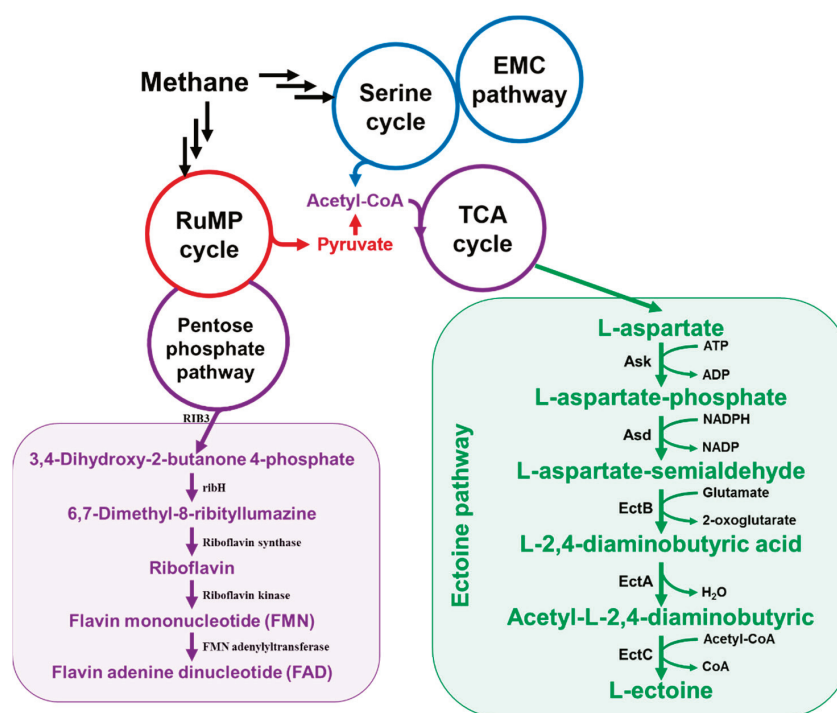 Methane
Serine
cycle
EMC
pathway
RuMP
cycle
Acetyl-CoA
Pyruvate
TCA
cycle
Pentose
phosphate
pathway
RIB3
3,4-Dihydroxy-2-butanone 4-phosphate
ribH
6,7-Dimethyl-8-ribityllumazine
Riboflavin synthase
Riboflavin
Riboflavin kinase
Flavin mononucleotide (FMN)
FMN adenylyltransferase
Flavin adenine dinucleotide (FAD)
Ectoine pathway
L-aspartate
Ask
ATP
ADP
L-aspartate-phosphate
Asd
NADPH
NADP
L-aspartate-semialdehyde
EctB
Glutamate
2-oxoglutarate
L-2,4-diaminobutyric acid
EctA
H2O
Acetyl-L-2,4-diaminobutyric
EctC
Acetyl-CoA
CoA
L-ectoine